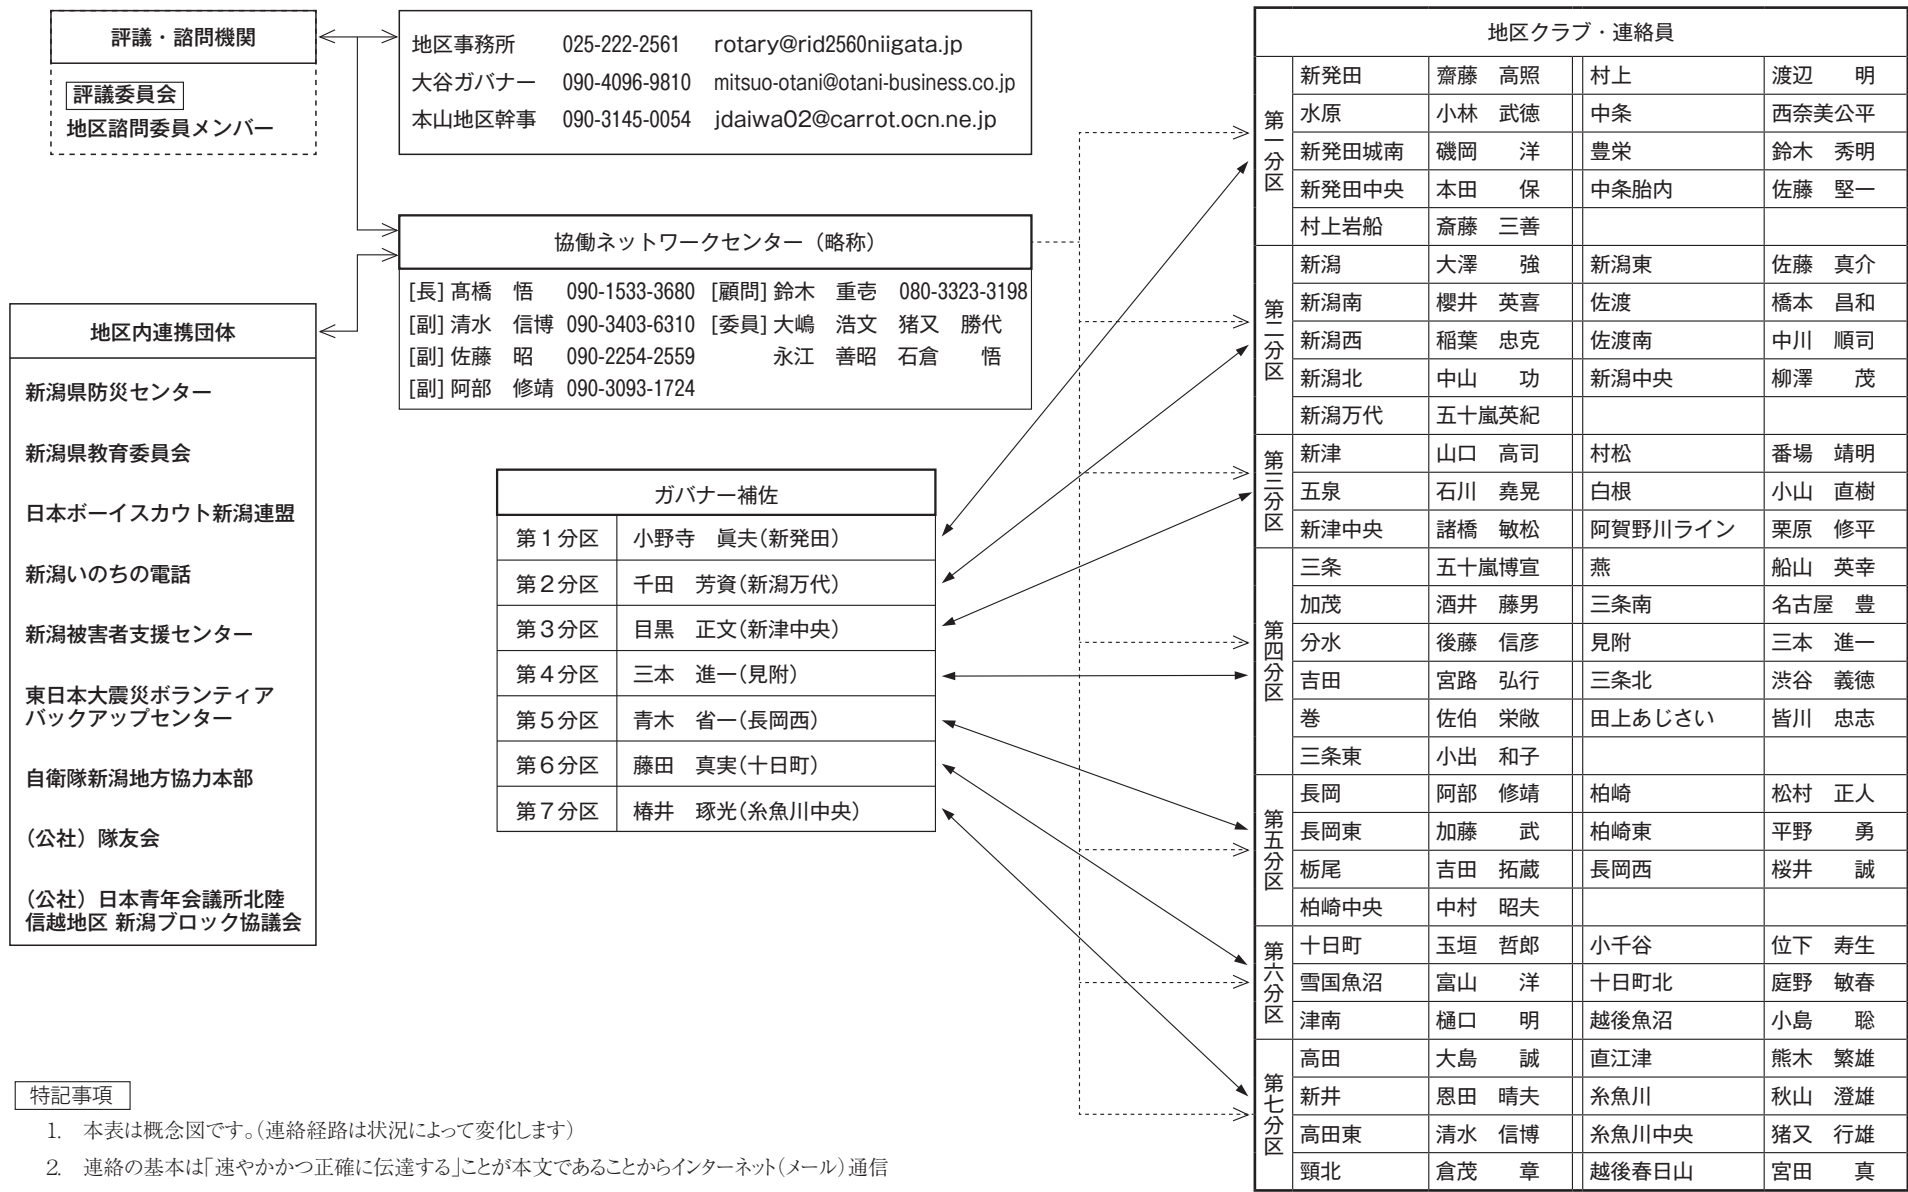 評議・諮問機関
評議委員会
地区諮問委員メンバー
地区事務所　025-222-2561　rotary@rid2560niigata.jp
大谷ガバナー　090-4096-9810　mitsuo-otani@otani-business.co.jp
本山地区幹事　090-3145-0054　jdaiwa02@carrot.ocn.ne.jp
協働ネットワークセンター（略称）
[長] 髙橋　悟　090-1533-3680　[顧問] 鈴木　重壱　080-3323-3198
[副] 清水　信博　090-3403-6310　[委員] 大嶋　浩文　猪又　勝代
[副] 佐藤　昭　090-2254-2559　永江　善昭　石倉　悟
[副] 阿部　修靖　090-3093-1724
地区内連携団体
新潟県防災センター
新潟県教育委員会
日本ボーイスカウト新潟連盟
新潟いのちの電話
新潟被害者支援センター
東日本大震災ボランティア
バックアップセンター
自衛隊新潟地方協力本部
（公社）隊友会
（公社）日本青年会議所北陸
信越地区 新潟ブロック協議会
ガバナー補佐
第１分区　小野寺　眞夫（新発田）
第２分区　千田　芳資（新潟万代）
第３分区　目黒　正文（新津中央）
第４分区　三本　進一（見附）
第５分区　青木　省一（長岡西）
第６分区　藤田　真実（十日町）
第７分区　椿井　琢光（糸魚川中央）
地区クラブ・連絡員
第一分区
新発田　齋藤　高照　村上　渡辺　明
水原　小林　武徳　中条　西奈美公平
新発田城南　磯岡　洋　豊栄　鈴木　秀明
新発田中央　本田　保　中条胎内　佐藤　堅一
村上岩船　斎藤　三善
第二分区
新潟　大澤　強　新潟東　佐藤　真介
新潟南　櫻井　英喜　佐渡　橋本　昌和
新潟西　稲葉　忠克　佐渡南　中川　順司
新潟北　中山　功　新潟中央　柳澤　茂
新潟万代　五十嵐英紀
第三分区
新津　山口　高司　村松　番場　靖明
五泉　石川　堯晃　白根　小山　直樹
新津中央　諸橋　敏松　阿賀野川ライン　栗原　修平
第四分区
三条　五十嵐博宣　燕　船山　英幸
加茂　酒井　藤男　三条南　名古屋　豊
分水　後藤　信彦　見附　三本　進一
吉田　宮路　弘行　三条北　渋谷　義徳
巻　佐伯　栄敞　田上あじさい　皆川　忠志
三条東　小出　和子
第五分区
長岡　阿部　修靖　柏崎　松村　正人
長岡東　加藤　武　柏崎東　平野　勇
栃尾　吉田　拓蔵　長岡西　桜井　誠
柏崎中央　中村　昭夫
第六分区
十日町　玉垣　哲郎　小千谷　位下　寿生
雪国魚沼　富山　洋　十日町北　庭野　敏春
津南　樋口　明　越後魚沼　小島　聡
第七分区
高田　大島　誠　直江津　熊木　繁雄
新井　恩田　晴夫　糸魚川　秋山　澄雄
高田東　清水　信博　糸魚川中央　猪又　行雄
頸北　倉茂　章　越後春日山　宮田　真
特記事項
1.　本表は概念図です。（連絡経路は状況によって変化します）
2.　連絡の基本は「速やかかつ正確に伝達する」ことが本文であることからインターネット（メール）通信